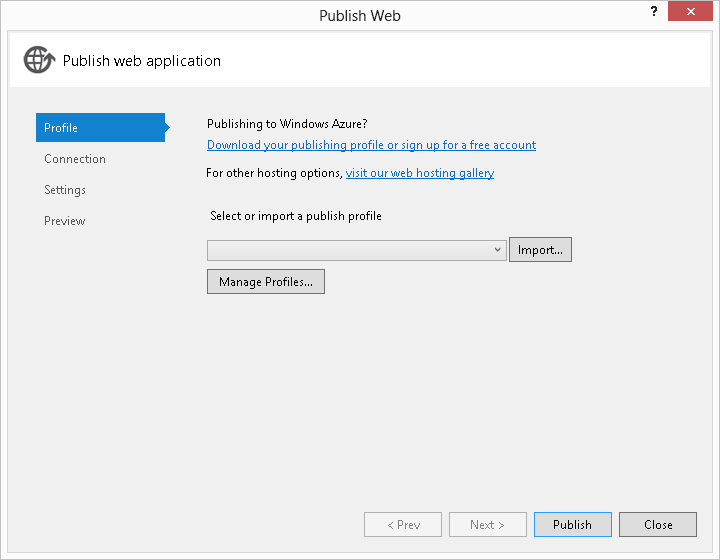 Publish Web
?
Publish web application
Profile
Connection
Settings
Preview
Publishing to Windows Azure?
Download your publishing profile or sign up for a free account
For other hosting options, visit our web hosting gallery
Select or import a publish profile
Import...
Manage Profiles...
< Prev
Next >
Publish
Close